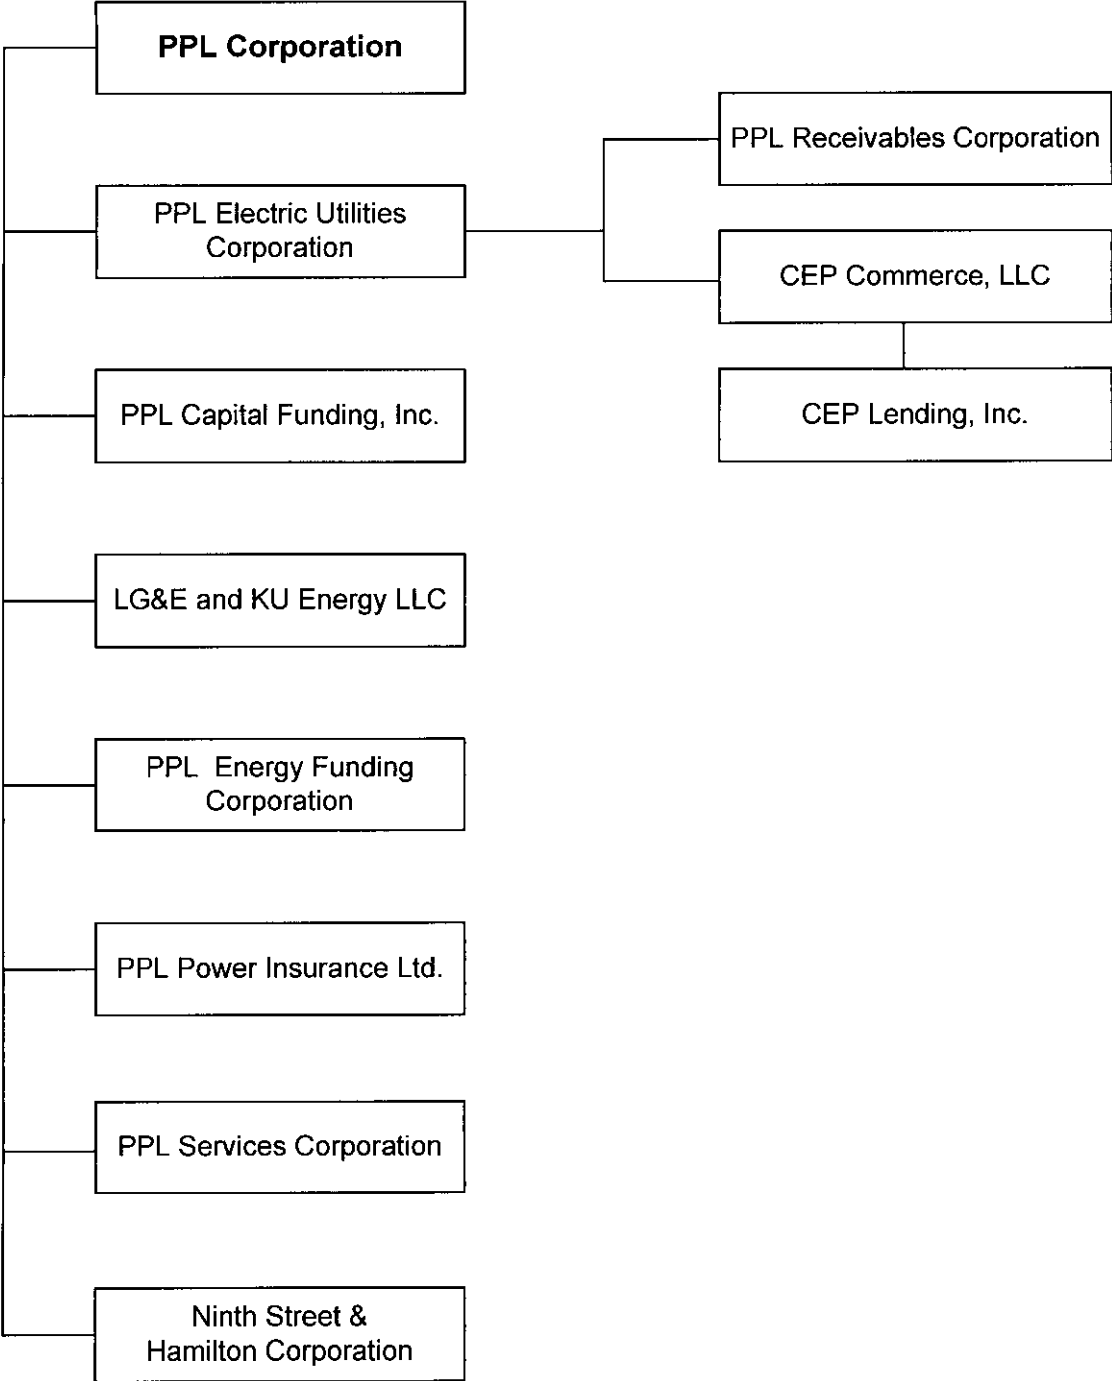 PPL Corporation
PPL Electric Utilities
Corporation
PPL Receivables Corporation
CEP Commerce, LLC
CEP Lending, Inc.
PPL Capital Funding, Inc.
LG&E and KU Energy LLC
PPL Energy Funding
Corporation
PPL Power Insurance Ltd.
PPL Services Corporation
Ninth Street &
Hamilton Corporation